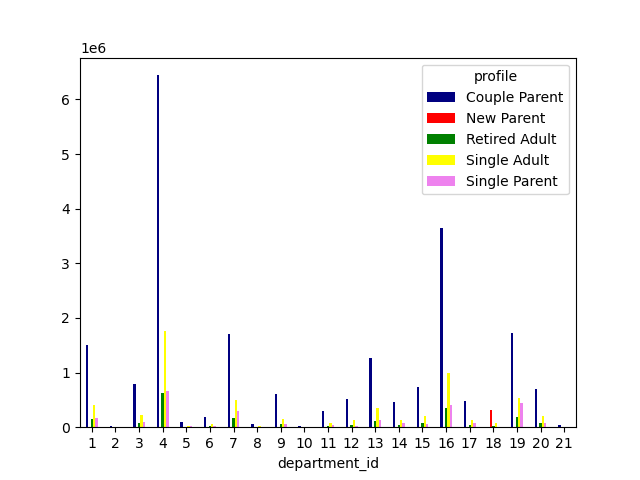 1e6
6
5
4
3
2
1
0
profile
Couple Parent
New Parent
Retired Adult
Single Adult
Single Parent
1 2 3 4 5 6 7 8 9 10 11 12 13 14 15 16 17 18 19 20 21
department_id